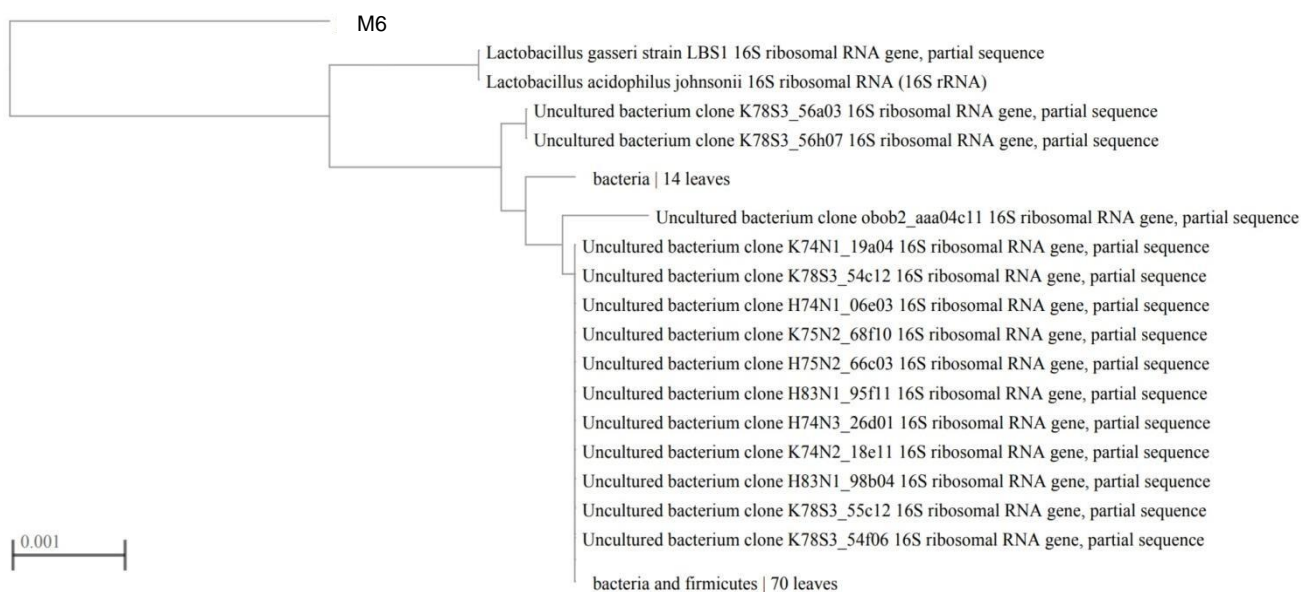 M6
Lactobacillus gasseri strain LBS1 16S ribosomal RNA gene, partial sequence
Lactobacillus acidophilus johnsonii 16S ribosomal RNA (16S rRNA)
Uncultured bacterium clone K78S3_56a03 16S ribosomal RNA gene, partial sequence
Uncultured bacterium clone K78S3_56h07 16S ribosomal RNA gene, partial sequence
bacteria | 14 leaves
Uncultured bacterium clone obob2_aaa04c11 16S ribosomal RNA gene, partial sequence
Uncultured bacterium clone K74N1_19a04 16S ribosomal RNA gene, partial sequence
Uncultured bacterium clone K78S3_54c12 16S ribosomal RNA gene, partial sequence
Uncultured bacterium clone H74N1_06e03 16S ribosomal RNA gene, partial sequence
Uncultured bacterium clone K75N2_68f10 16S ribosomal RNA gene, partial sequence
Uncultured bacterium clone H75N2_66c03 16S ribosomal RNA gene, partial sequence
Uncultured bacterium clone H83N1_95f11 16S ribosomal RNA gene, partial sequence
Uncultured bacterium clone H74N3_26d01 16S ribosomal RNA gene, partial sequence
Uncultured bacterium clone K74N2_18e11 16S ribosomal RNA gene, partial sequence
Uncultured bacterium clone H83N1_98b04 16S ribosomal RNA gene, partial sequence
Uncultured bacterium clone K78S3_55c12 16S ribosomal RNA gene, partial sequence
Uncultured bacterium clone K78S3_54f06 16S ribosomal RNA gene, partial sequence
0.001
bacteria and firmicutes | 70 leaves